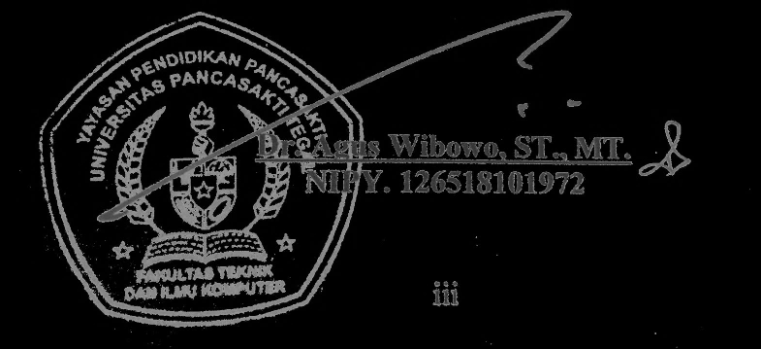 YAYASAN PENDIDIKAN PANCASAKTI
UNIVERSITAS PANCASAKTI TEGAL
Dr. Agus Wibowo, ST., MT.
NIPY. 126518101972
FAKULTAS TEKNIK
DAN ILMU KOMPUTER
iii